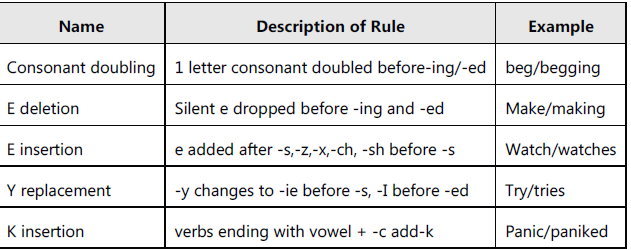 Name Description of Rule Example
Consonant doubling 1 letter consonant doubled before-ing/-ed beg/begging
E deletion Silent e dropped before -ing and -ed Make/making
E insertion e added after -s,-z,-x,-ch, -sh before -s Watch/watches
Y replacement -y changes to -ie before -s, -I before -ed Try/tries
K insertion verbs ending with vowel + -c add-k Panic/paniked